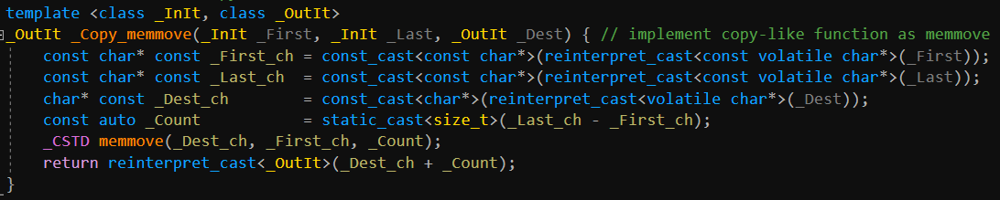 template <class _InIt, class _OutIt>
_OutIt _Copy_memmove(_InIt _First, _InIt _Last, _OutIt _Dest) { // implement copy-like function as memmove
    const char* const _First_ch = const_cast<const char*>(reinterpret_cast<const volatile char*>(_First));
    const char* const _Last_ch  = const_cast<const char*>(reinterpret_cast<const volatile char*>(_Last));
    char* const _Dest_ch        = const_cast<char*>(reinterpret_cast<volatile char*>(_Dest));
    const auto _Count           = static_cast<size_t>(_Last_ch - _First_ch);
    _CSTD memmove(_Dest_ch, _First_ch, _Count);
    return reinterpret_cast<_OutIt>(_Dest_ch + _Count);
}